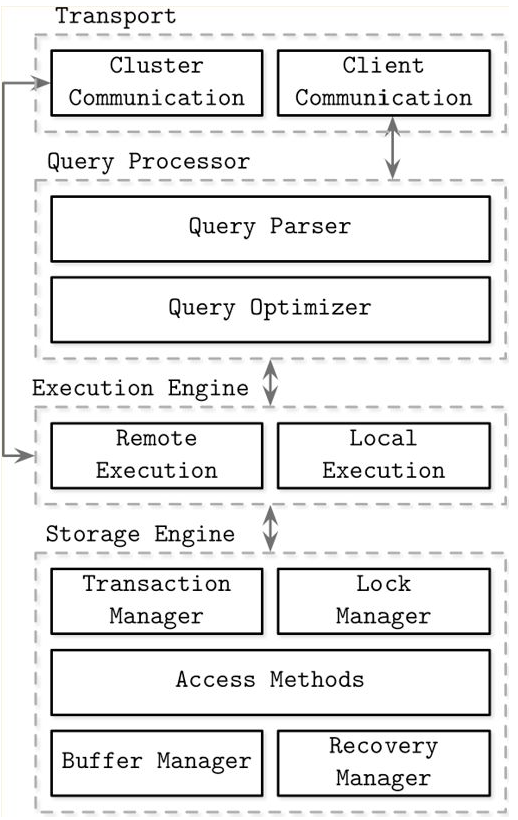 Transport
Cluster
Communication
Client
Communication
Query Processor
Query Parser
Query Optimizer
Execution Engine
Remote
Execution
Local
Execution
Storage Engine
Transaction
Manager
Lock
Manager
Access Methods
Buffer Manager
Recovery
Manager